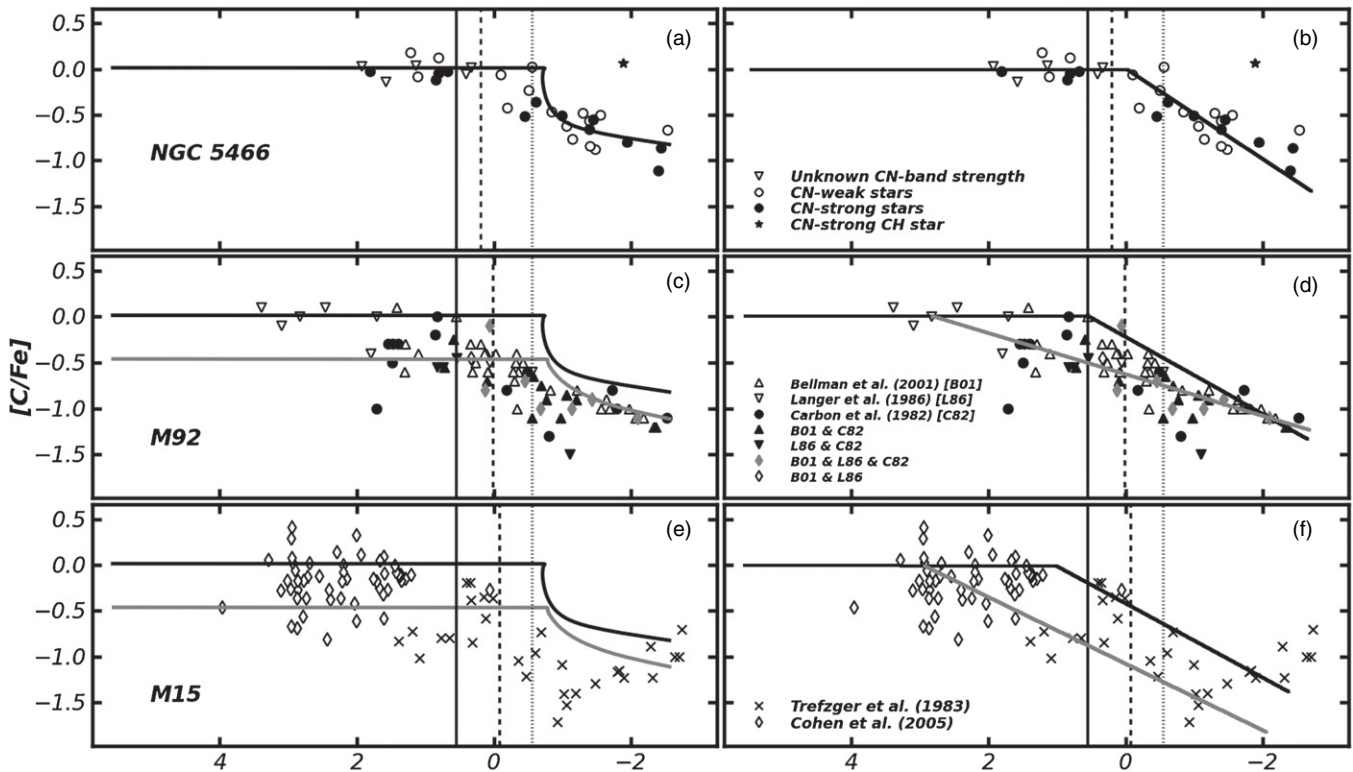 0.5
0.0
−0.5
−1.0
−1.5
(a)
NGC 5466
(b)
Unknown CN-band strength
CN-weak stars
CN-strong stars
CN-strong CH star
[C/Fe]
0.5
0.0
−0.5
−1.0
−1.5
(c)
M92
(d)
Bellman et al. (2001) [B01]
Langer et al. (1986) [L86]
Carbon et al. (1982) [C82]
B01 & C82
L86 & C82
B01 & L86 & C82
B01 & L86
0.5
0.0
−0.5
−1.0
−1.5
(e)
M15
(f)
Trefzger et al. (1983)
Cohen et al. (2005)
4 2 0 −2
4 2 0 −2